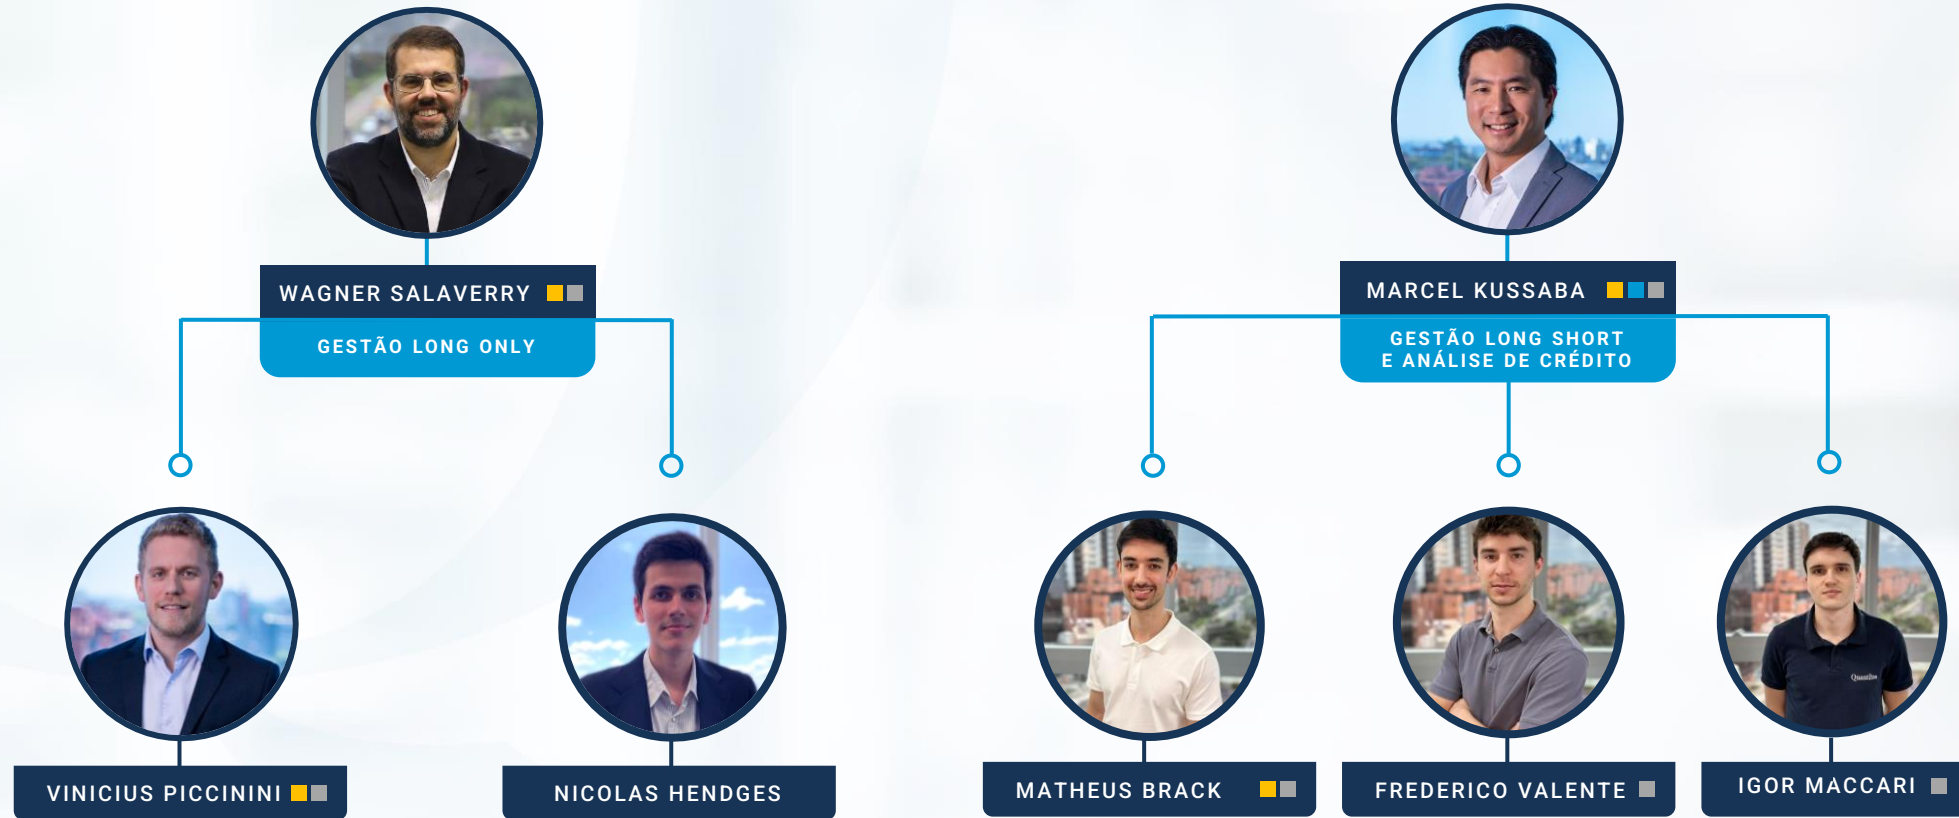 WAGNER SALAVERRY
GESTÃO LONG ONLY
MARCEL KUSSABA
GESTÃO LONG SHORT
E ANÁLISE DE CRÉDITO
Quantitas
VINICIUS PICCININI
NICOLAS HENDGES
MATHEUS BRACK
FREDERICO VALENTE
IGOR MACCARI